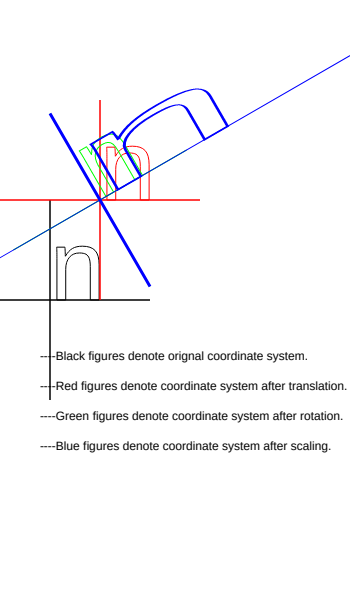 n
n
n
n
----Black figures denote orignal coordinate system.
----Red figures denote coordinate system after translation.
----Green figures denote coordinate system after rotation.
----Blue figures denote coordinate system after scaling.